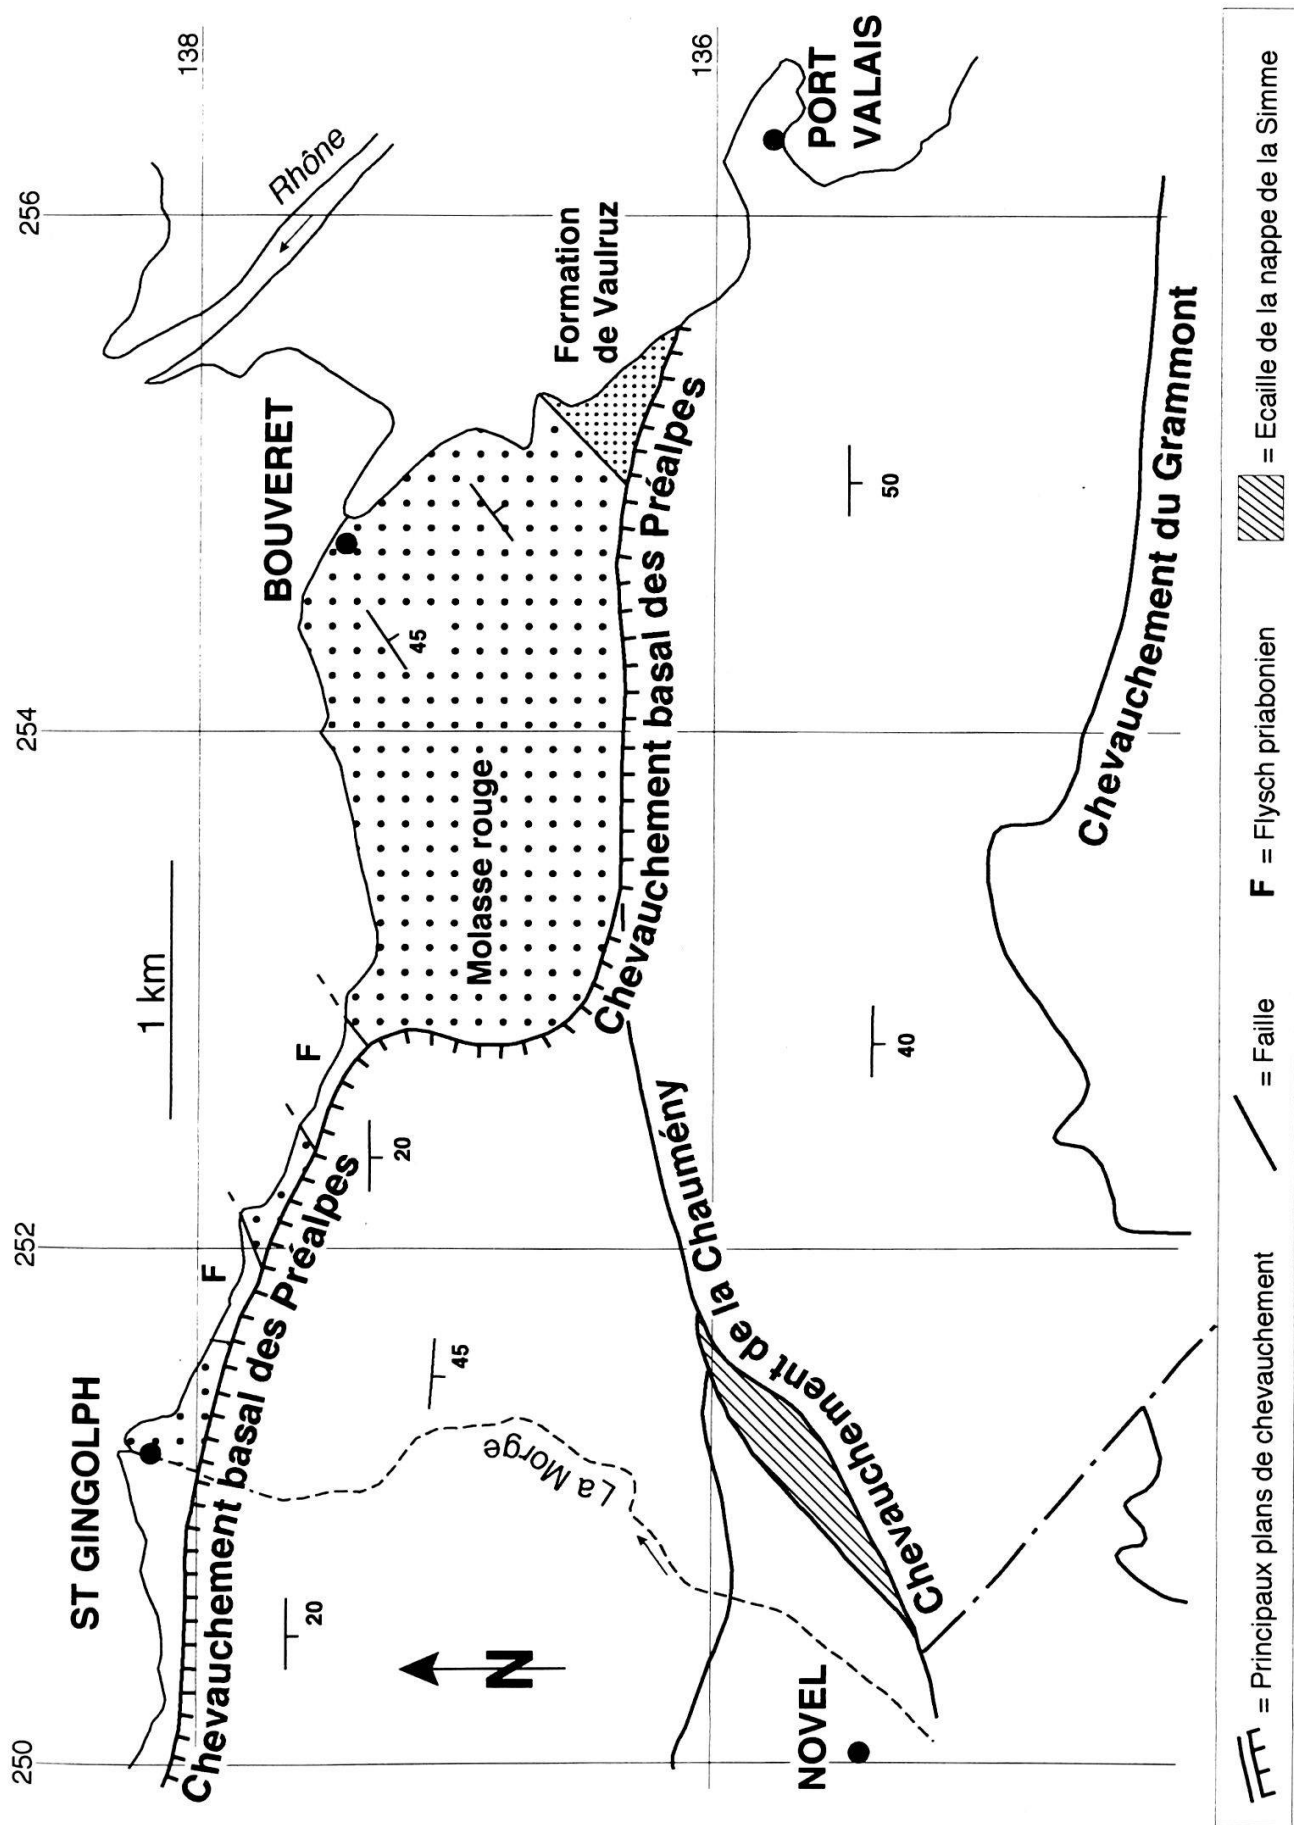 250
252
254
256
138
136
1 km
Rhône
ST GINGOLPH
BOUVERET
PORT
VALAIS
NOVEL
Formation
de Vaulruz
Molasse rouge
F
F
Chevauchement basal des Préalpes
Chevauchement basal des Préalpes
Chevauchement de la Chaumény
Chevauchement du Grammont
La Morge
N
20
45
20
45
40
50
= Principaux plans de chevauchement
= Faille
F = Flysch priabonien
= Ecaille de la nappe de la Simme